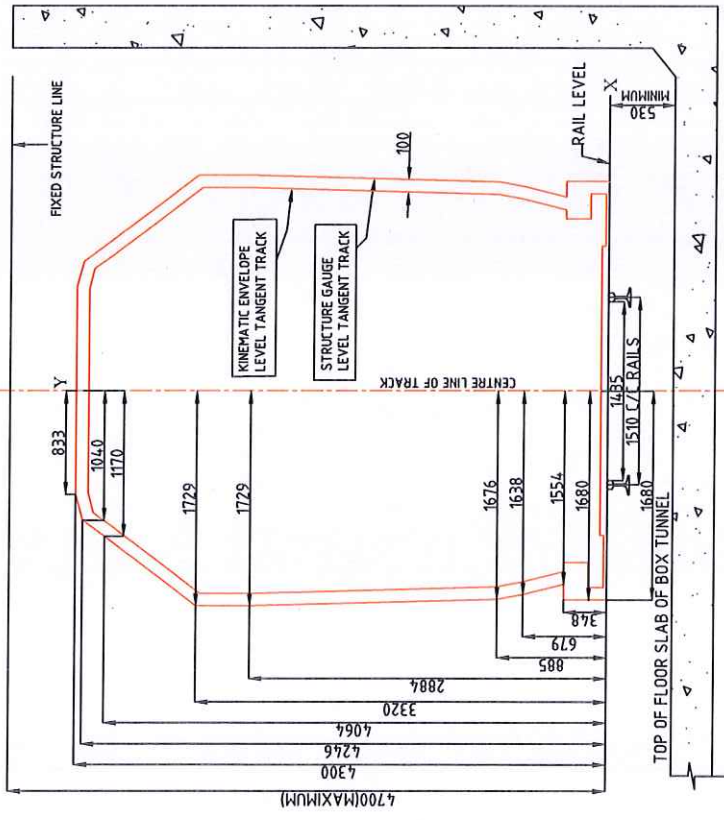 FIXED STRUCTURE LINE
Y
833
1040
1170
KINEMATIC ENVELOPE
LEVEL TANGENT TRACK
STRUCTURE GAUGE
LEVEL TANGENT TRACK
100
1729
1729
CENTRE LINE OF TRACK
1676
1638
1554
1680
RAIL LEVEL
X
530
MINIMUM
1435
1510 C/C RAILS
1680
348
679
885
2884
3320
4064
4246
4300
4700(MAXIMUM)
TOP OF FLOOR SLAB OF BOX TUNNEL